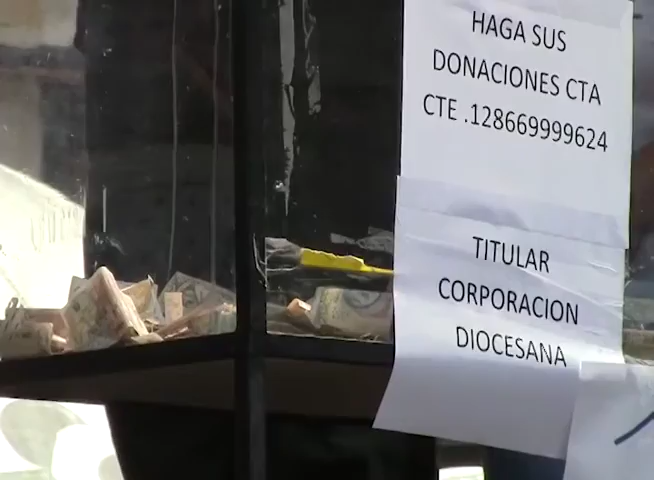 HAGA SUS
DONACIONES CTA
CTE .128669999624
TITULAR
CORPORACION
DIOCESANA